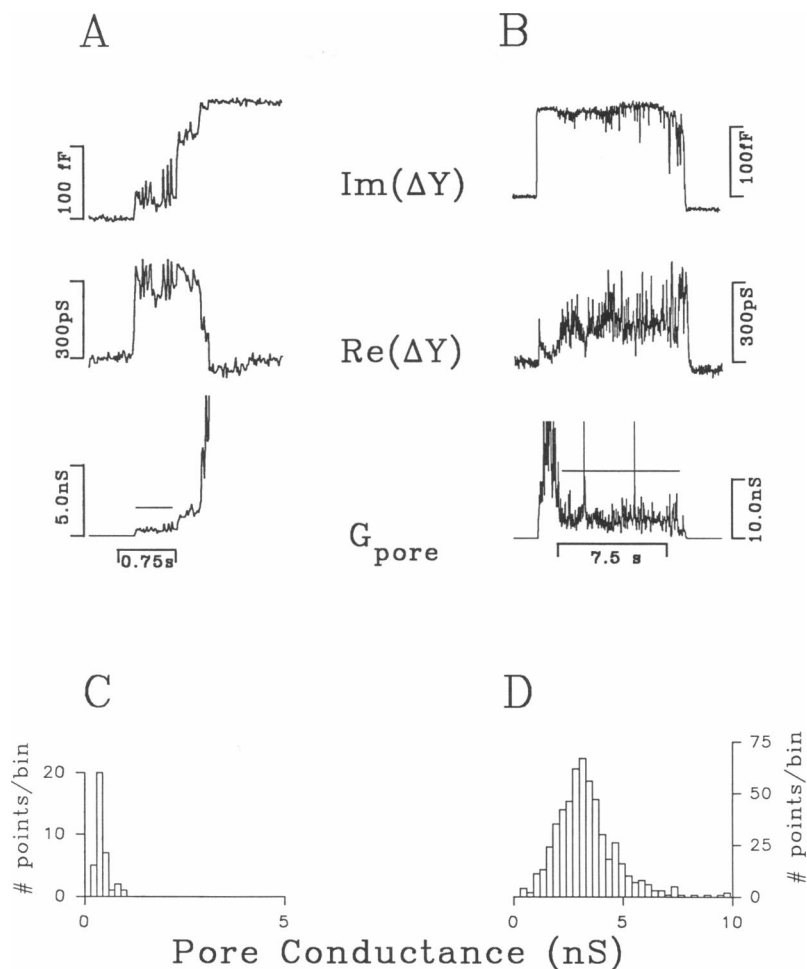 A
B
100 fF
Im(ΔY)
100fF
300pS
Re(ΔY)
300pS
5.0nS
G pore
10.0nS
0.75s
7.5 s
C
D
# points/bin
20
10
0
0
5
75
50
25
0
# points/bin
0
5
10
Pore Conductance (nS)